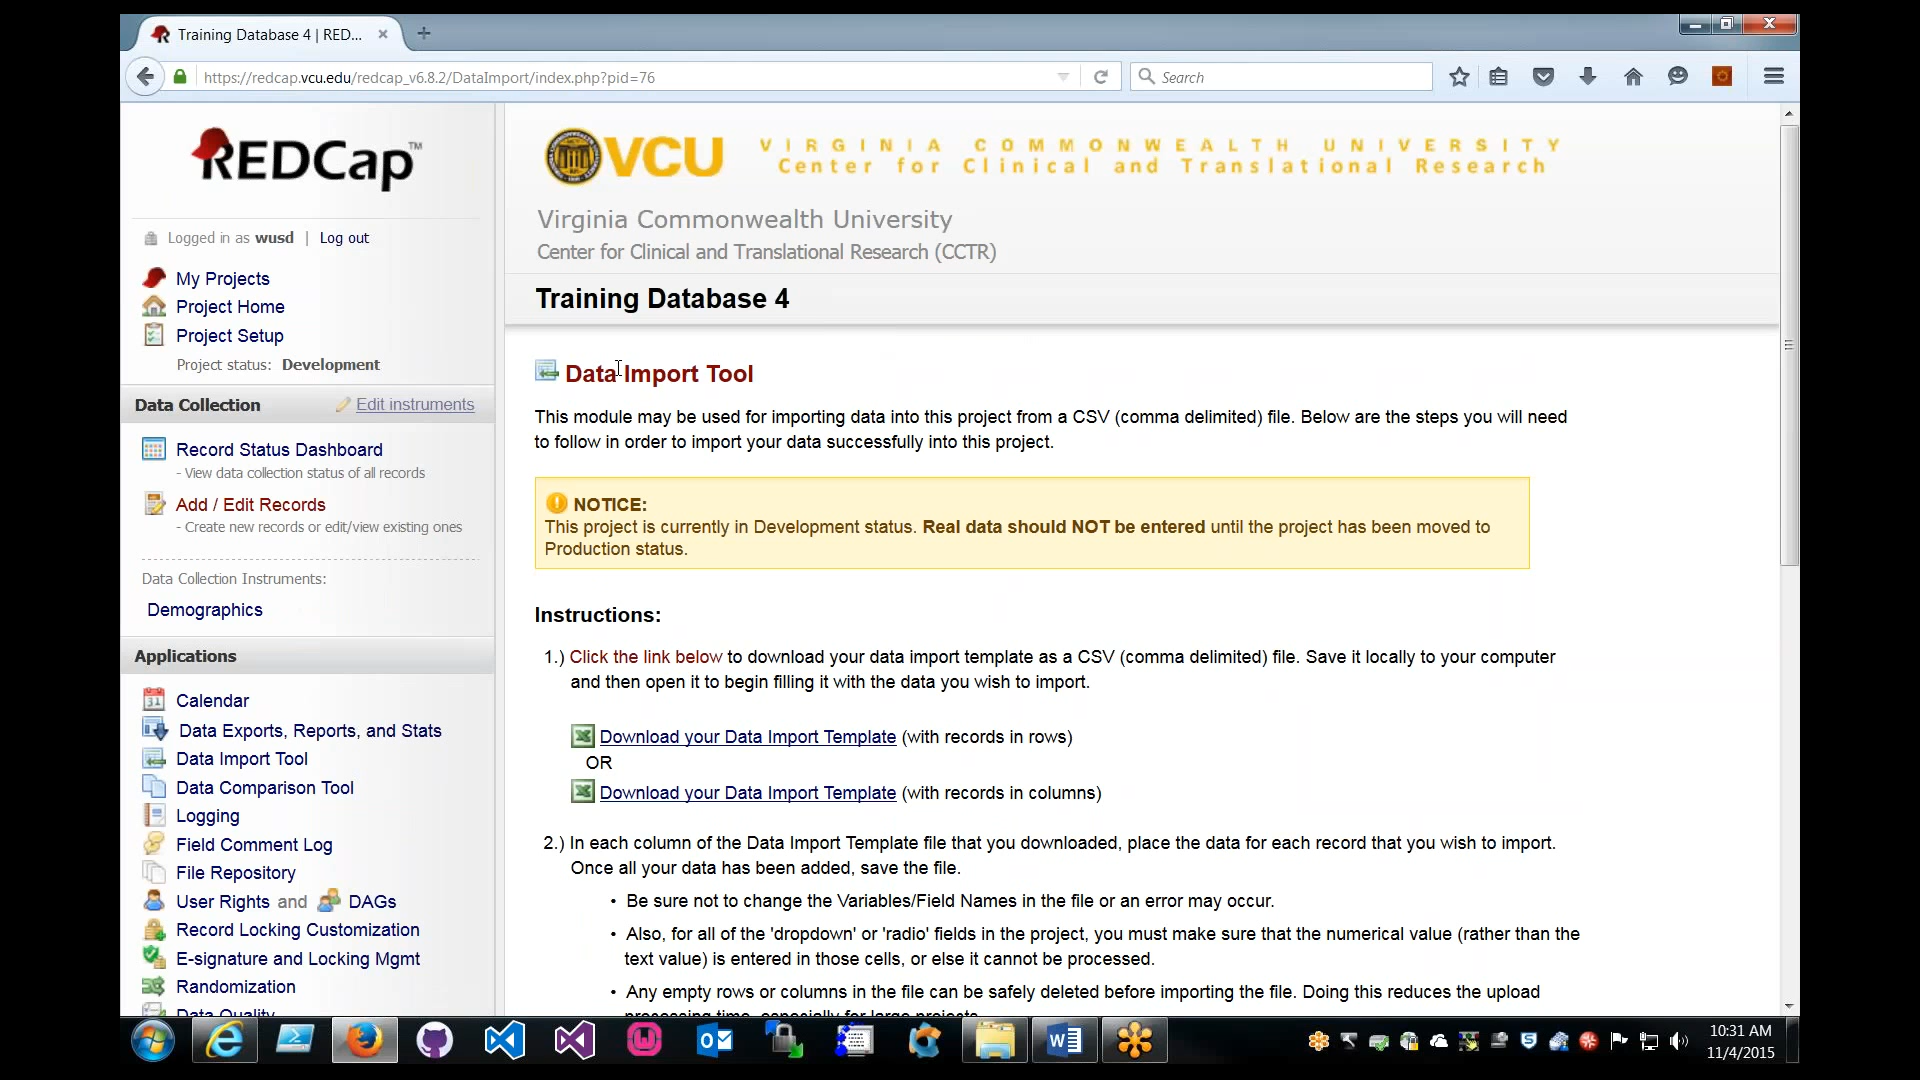 Training Database 4 | RED...
https://redcap.vcu.edu/redcap_v6.8.2/DataImport/index.php?pid=76
Search
REDCap™
Logged in as wusd | Log out
My Projects
Project Home
Project Setup
Project status: Development
Data Collection
Edit instruments
Record Status Dashboard
- View data collection status of all records
Add / Edit Records
- Create new records or edit/view existing ones
Data Collection Instruments:
Demographics
Applications
Calendar
Data Exports, Reports, and Stats
Data Import Tool
Data Comparison Tool
Logging
Field Comment Log
File Repository
User Rights and DAGs
Record Locking Customization
E-signature and Locking Mgmt
Randomization
Data Quality
VCU
VIRGINIA COMMONWEALTH UNIVERSITY
Center for Clinical and Translational Research
Virginia Commonwealth University
Center for Clinical and Translational Research (CCTR)
Training Database 4
Data Import Tool
This module may be used for importing data into this project from a CSV (comma delimited) file. Below are the steps you will need
to follow in order to import your data successfully into this project.
NOTICE:
This project is currently in Development status. Real data should NOT be entered until the project has been moved to
Production status.
Instructions:
1.) Click the link below to download your data import template as a CSV (comma delimited) file. Save it locally to your computer
and then open it to begin filling it with the data you wish to import.
Download your Data Import Template (with records in rows)
OR
Download your Data Import Template (with records in columns)
2.) In each column of the Data Import Template file that you downloaded, place the data for each record that you wish to import.
Once all your data has been added, save the file.
• Be sure not to change the Variables/Field Names in the file or an error may occur.
• Also, for all of the 'dropdown' or 'radio' fields in the project, you must make sure that the numerical value (rather than the
text value) is entered in those cells, or else it cannot be processed.
• Any empty rows or columns in the file can be safely deleted before importing the file. Doing this reduces the upload
processing time, especially for large projects.
10:31 AM
11/4/2015